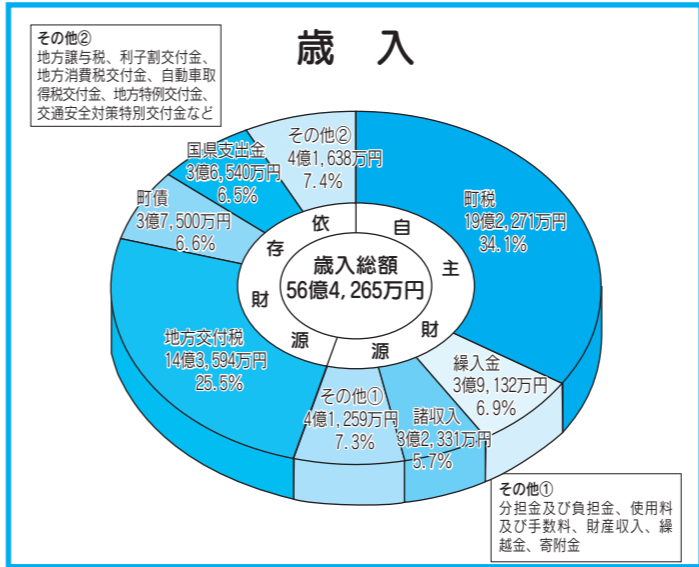 歳入
その他②
地方譲与税、利子割交付金、
地方消費税交付金、自動車取
得税交付金、地方特例交付金、
交通安全対策特別交付金など
その他②
4億1,638万円
7.4%
国県支出金
3億6,540万円
6.5%
町債
3億7,500万円
6.6%
町税
19億2,271万円
34.1%
依存財源
自主財源
歳入総額
56億4,265万円
地方交付税
14億3,594万円
25.5%
繰入金
3億9,132万円
6.9%
その他①
4億1,259万円
7.3%
諸収入
3億2,331万円
5.7%
その他①
分担金及び負担金、使用料
及び手数料、財産収入、繰
越金、寄附金